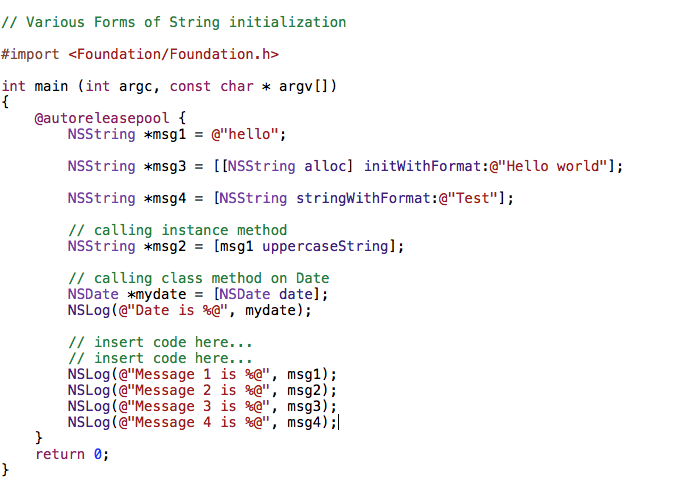 // Various Forms of String initialization
#import <Foundation/Foundation.h>
int main (int argc, const char * argv[])
{
@autoreleasepool {
NSString *msg1 = @"hello";
NSString *msg3 = [[NSString alloc] initWithFormat:@"Hello world"];
NSString *msg4 = [NSString stringWithFormat:@"Test"];
// calling instance method
NSString *msg2 = [msg1 uppercaseString];
// calling class method on Date
NSDate *mydate = [NSDate date];
NSLog(@"Date is %@", mydate);
// insert code here...
// insert code here...
NSLog(@"Message 1 is %@", msg1);
NSLog(@"Message 2 is %@", msg2);
NSLog(@"Message 3 is %@", msg3);
NSLog(@"Message 4 is %@", msg4);
}
return 0;
}